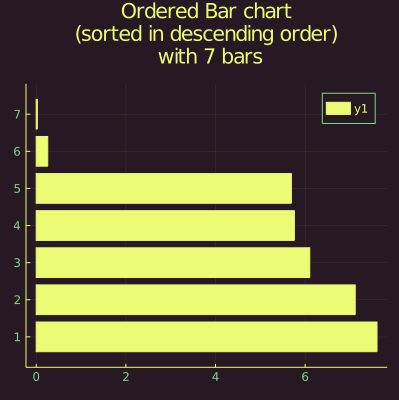 Ordered Bar chart
(sorted in descending order)
with 7 bars
y1
7
6
5
4
3
2
1
0 2 4 6